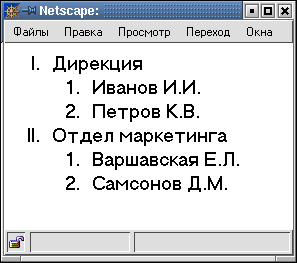 Netscape:
Файлы Правка Просмотр Переход Окна
I. Дирекция
1. Иванов И.И.
2. Петров К.В.
II. Отдел маркетинга
1. Варшавская Е.Л.
2. Самсонов Д.М.